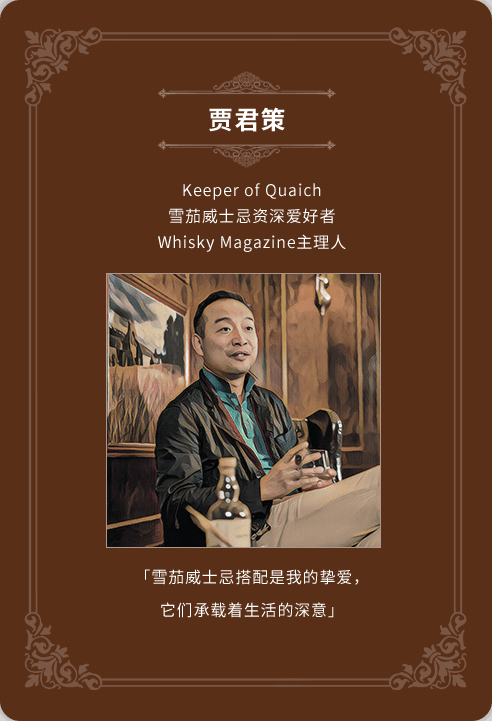 贾君策
Keeper of Quaich
雪茄威士忌资深爱好者
Whisky Magazine主理人
「雪茄威士忌搭配是我的挚爱，
它们承载着生活的深意」